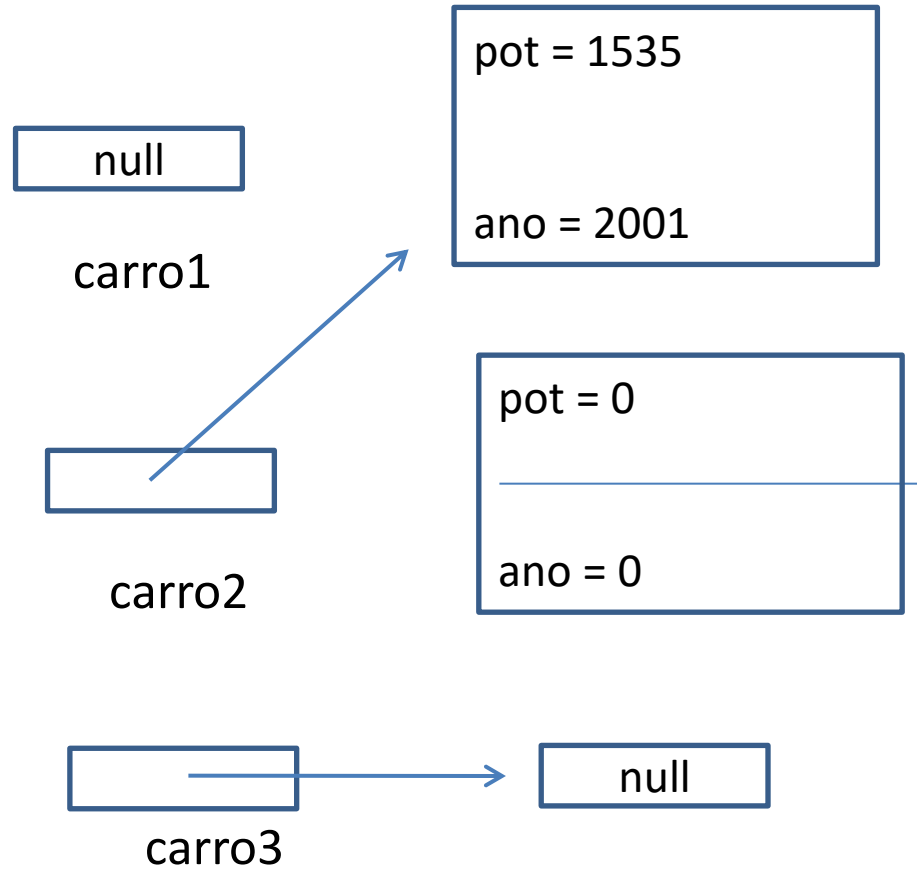 pot = 1535
null
ano = 2001
carro1
pot = 0
ano = 0
carro2
null
carro3